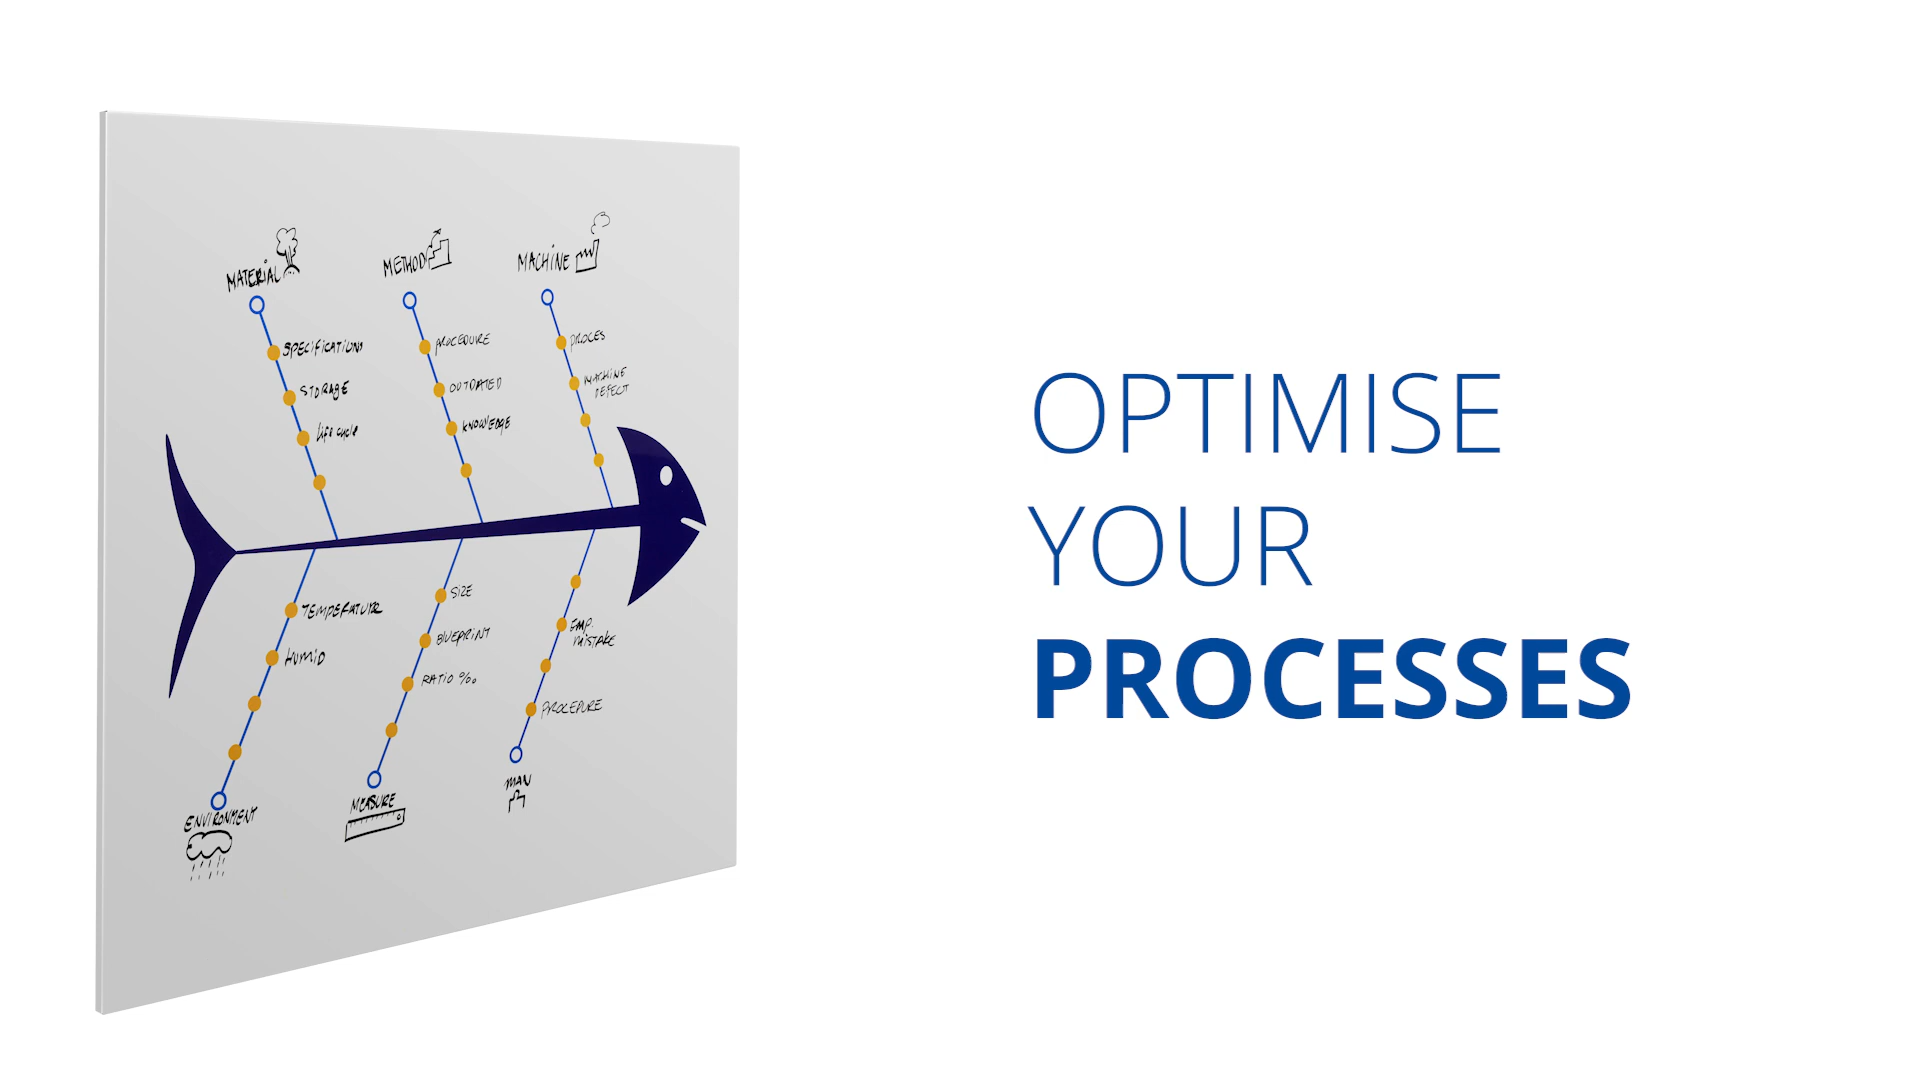 MATERIAL
METHOD
MACHINE
SPECIFICATIONS
STORAGE
Life cycle
PROCEDURE
OUTDATED
KNOWLEDGE
PROCES
MACHINE
DEFECT
TEMPERATURE
HUMID
SIZE
BLUEPRINT
RATIO ‰
EMP.
MISTAKE
PROCEDURE
ENVIRONMENT
MEASURE
MAN
OPTIMISE
YOUR
PROCESSES